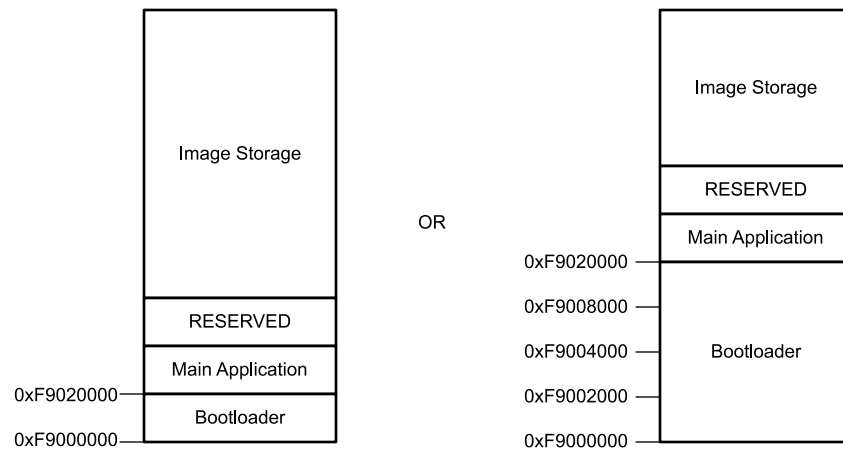 Image Storage
RESERVED
Main Application
0xF9020000
Bootloader
0xF9000000
OR
Image Storage
RESERVED
Main Application
0xF9020000
0xF9008000
0xF9004000
Bootloader
0xF9002000
0xF9000000